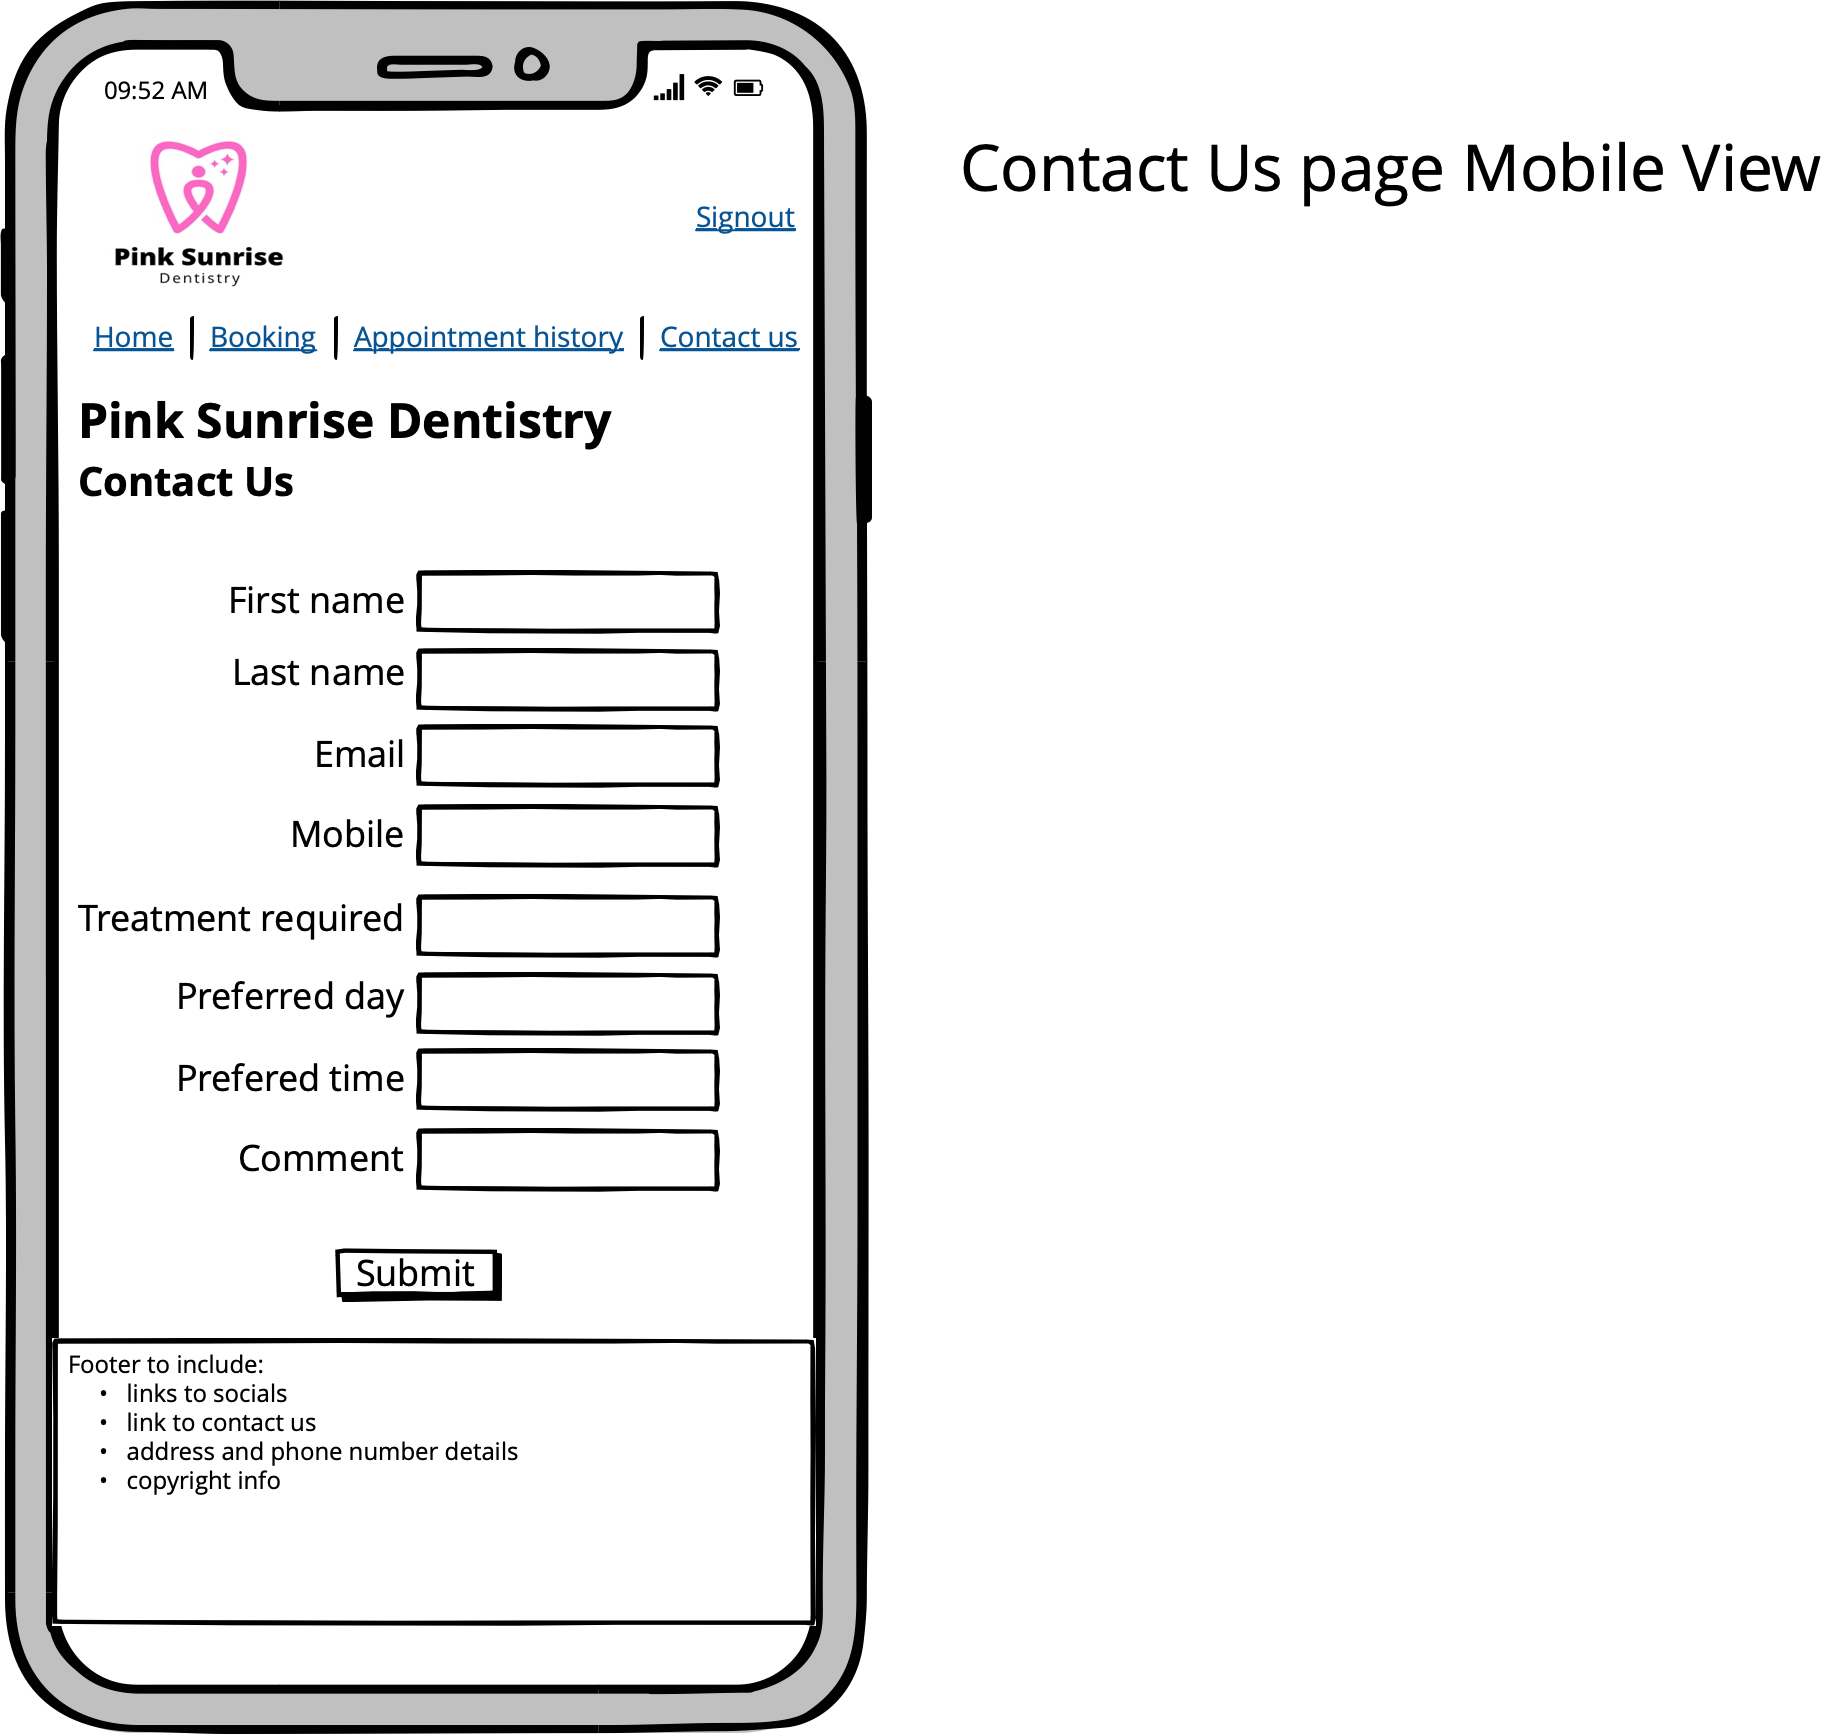 09:52 AM
Contact Us page Mobile View
Pink Sunrise
Dentistry
Signout
Home | Booking | Appointment history | Contact us
Pink Sunrise Dentistry
Contact Us
First name
Last name
Email
Mobile
Treatment required
Preferred day
Prefered time
Comment
Submit
Footer to include:
• links to socials
• link to contact us
• address and phone number details
• copyright info